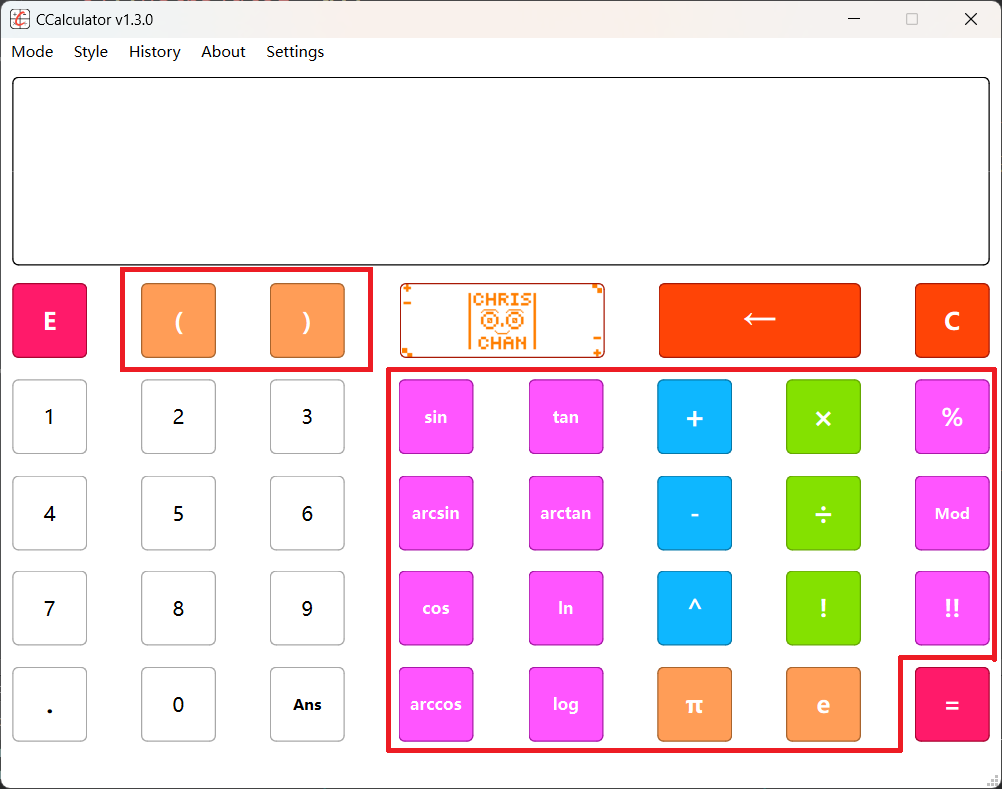 CCalculator v1.3.0
Mode Style History About Settings
E ( ) CHRIS CHAN ← C
1 2 3 sin tan + × %
4 5 6 arcsin arctan - ÷ Mod
7 8 9 cos ln ^ ! !!
. 0 Ans arccos log π e =